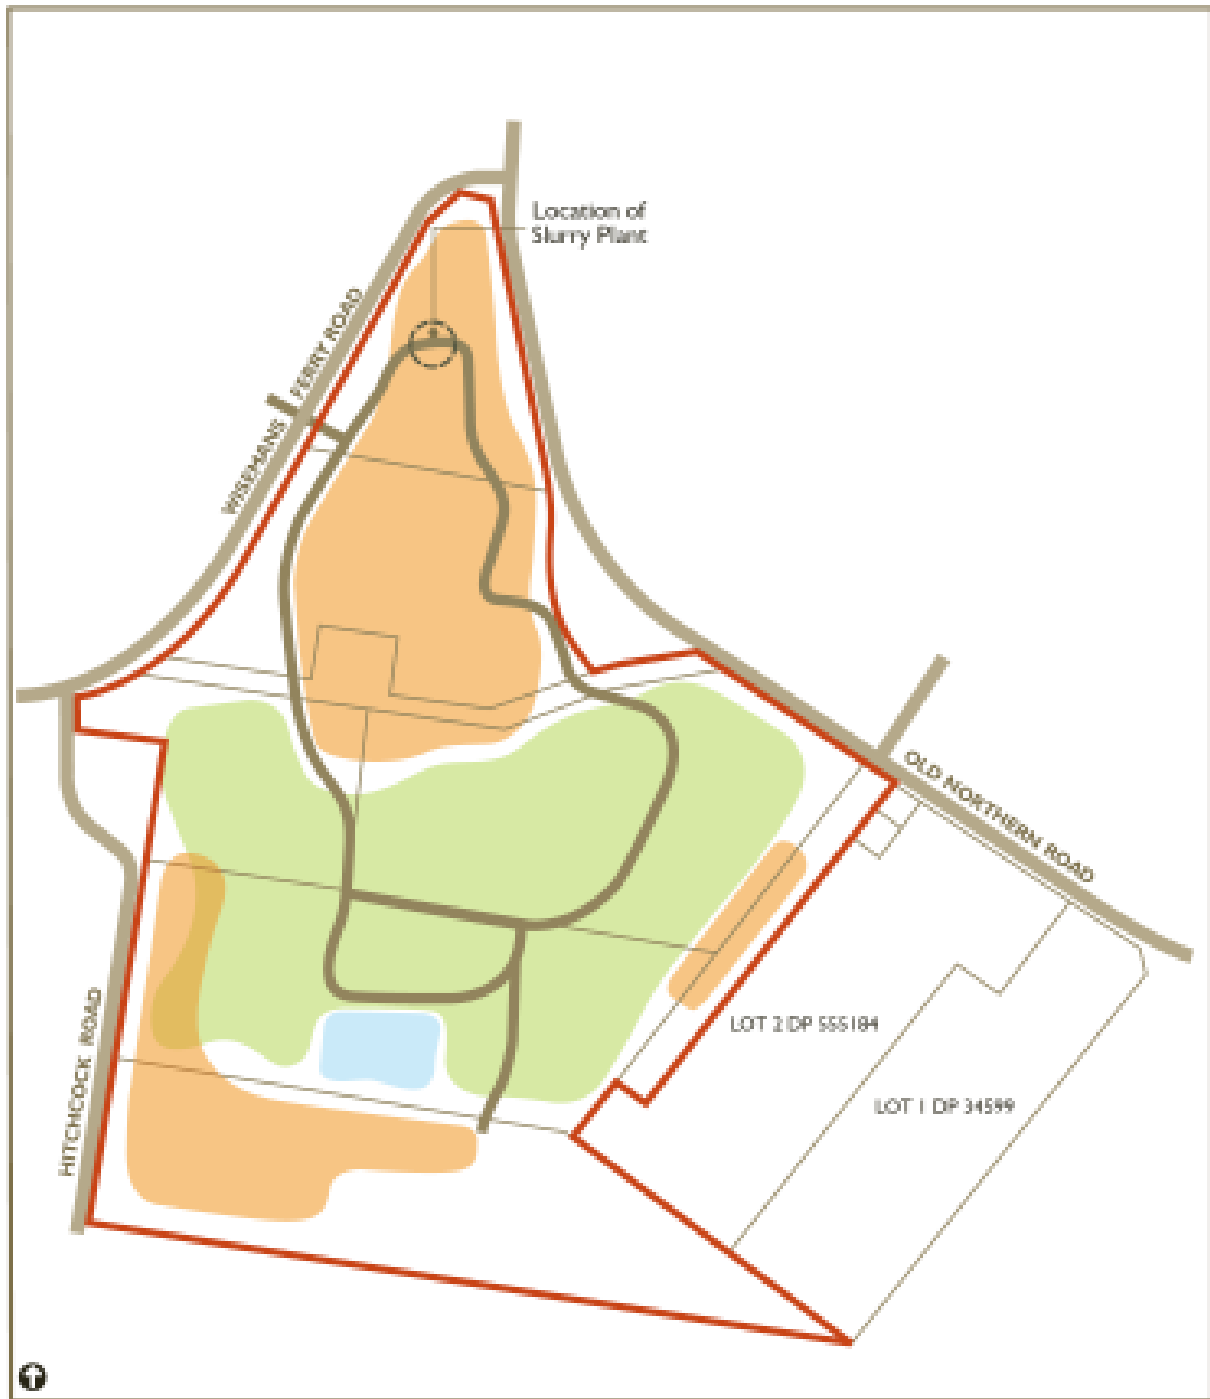 Location of
Slurry Plant
WISEMANS FERRY ROAD
OLD NORTHERN ROAD
LOT 2 DP 555184
LOT 1 DP 34599
HITCHCOCK ROAD